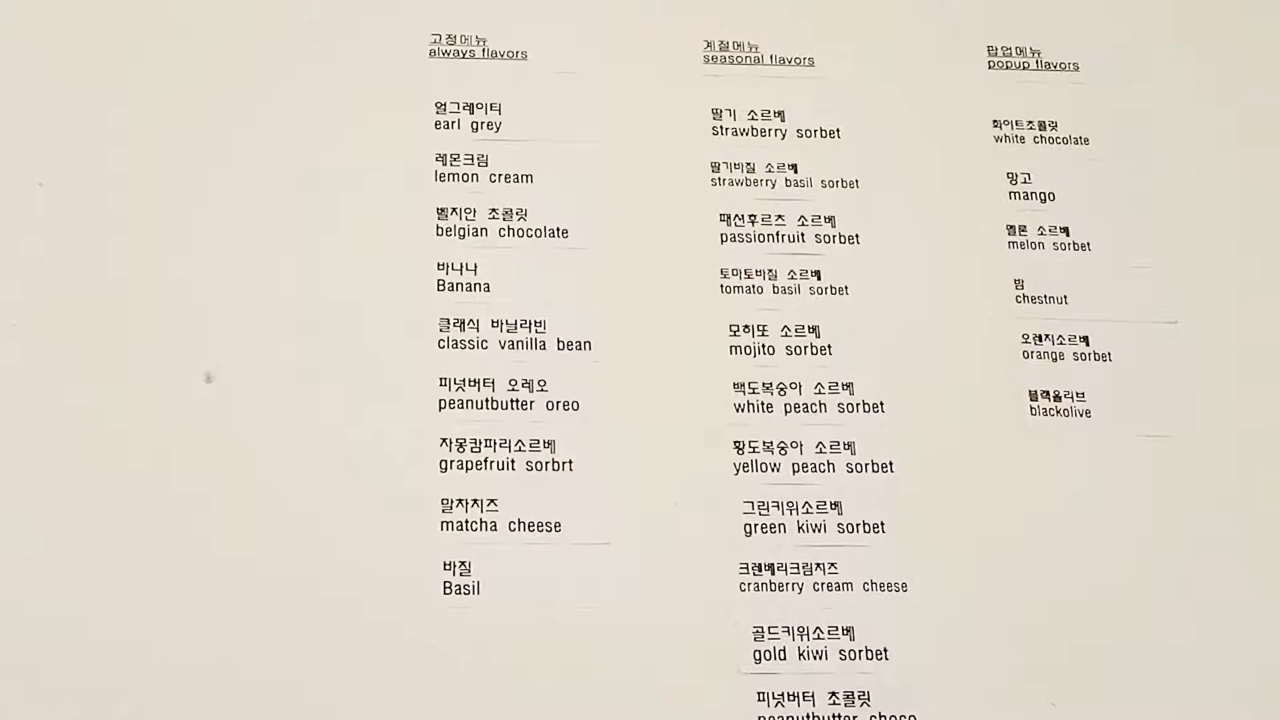 고정메뉴
always flavors
얼그레이티
earl grey
레몬크림
lemon cream
벨지안 초콜릿
belgian chocolate
바나나
Banana
클래식 바닐라빈
classic vanilla bean
피넛버터 오레오
peanutbutter oreo
자몽캄파리소르베
grapefruit sorbrt
말차치즈
matcha cheese
바질
Basil
계절메뉴
seasonal flavors
딸기 소르베
strawberry sorbet
딸기바질 소르베
strawberry basil sorbet
패션후르츠 소르베
passionfruit sorbet
토마토바질 소르베
tomato basil sorbet
모히또 소르베
mojito sorbet
백도복숭아 소르베
white peach sorbet
황도복숭아 소르베
yellow peach sorbet
그린키위소르베
green kiwi sorbet
크렌베리크림치즈
cranberry cream cheese
골드키위소르베
gold kiwi sorbet
피넛버터 초콜릿
peanutbutter choco
팝업메뉴
popup flavors
화이트초콜릿
white chocolate
망고
mango
멜론 소르베
melon sorbet
밤
chestnut
오렌지소르베
orange sorbet
블랙올리브
blackolive